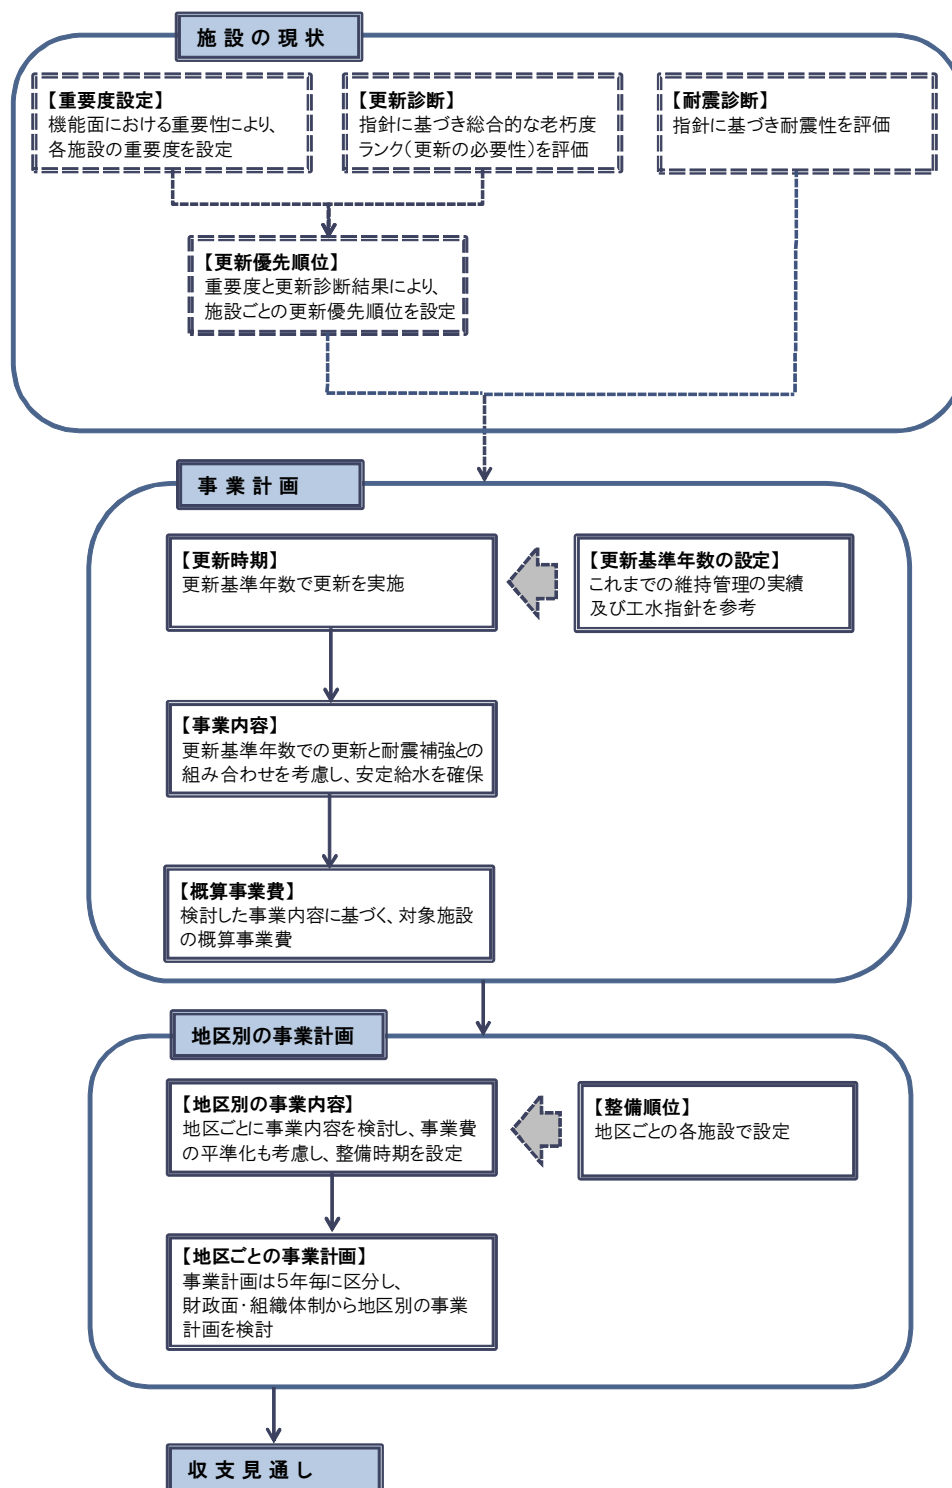 施設の現状
【重要度設定】
機能面における重要性により、
各施設の重要度を設定
【更新診断】
指針に基づき総合的な老朽度
ランク(更新の必要性)を評価
【耐震診断】
指針に基づき耐震性を評価
【更新優先順位】
重要度と更新診断結果により、
施設ごとの更新優先順位を設定
事業計画
【更新時期】
更新基準年数で更新を実施
【更新基準年数の設定】
これまでの維持管理の実績
及び工水指針を参考
【事業内容】
更新基準年数での更新と耐震補強との
組み合わせを考慮し、安定給水を確保
【概算事業費】
検討した事業内容に基づく、対象施設
の概算事業費
地区別の事業計画
【地区別の事業内容】
地区ごとに事業内容を検討し、事業費
の平準化も考慮し、整備時期を設定
【整備順位】
地区ごとの各施設で設定
【地区ごとの事業計画】
事業計画は5年毎に区分し、
財政面・組織体制から地区別の事業
計画を検討
収支見通し